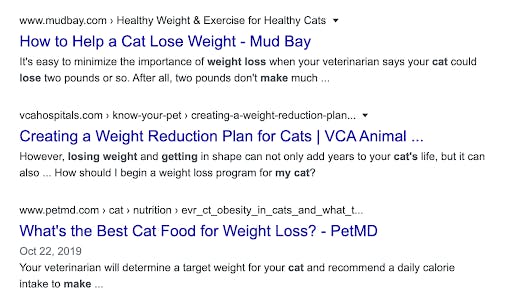 www.mudbay.com › Healthy Weight & Exercise for Healthy Cats
How to Help a Cat Lose Weight - Mud Bay
It's easy to minimize the importance of weight loss when your veterinarian says your cat could
lose two pounds or so. After all, two pounds don't make much ...
vcahospitals.com › know-your-pet › creating-a-weight-reduction-plan...
Creating a Weight Reduction Plan for Cats | VCA Animal ...
However, losing weight and getting in shape can not only add years to your cat's life, but it can
also ... How should I begin a weight loss program for my cat?
www.petmd.com › cat › nutrition › evr_ct_obesity_in_cats_and_what_t...
What's the Best Cat Food for Weight Loss? - PetMD
Oct 22, 2019
Your veterinarian will determine a target weight for your cat and recommend a daily calorie
intake to make ...